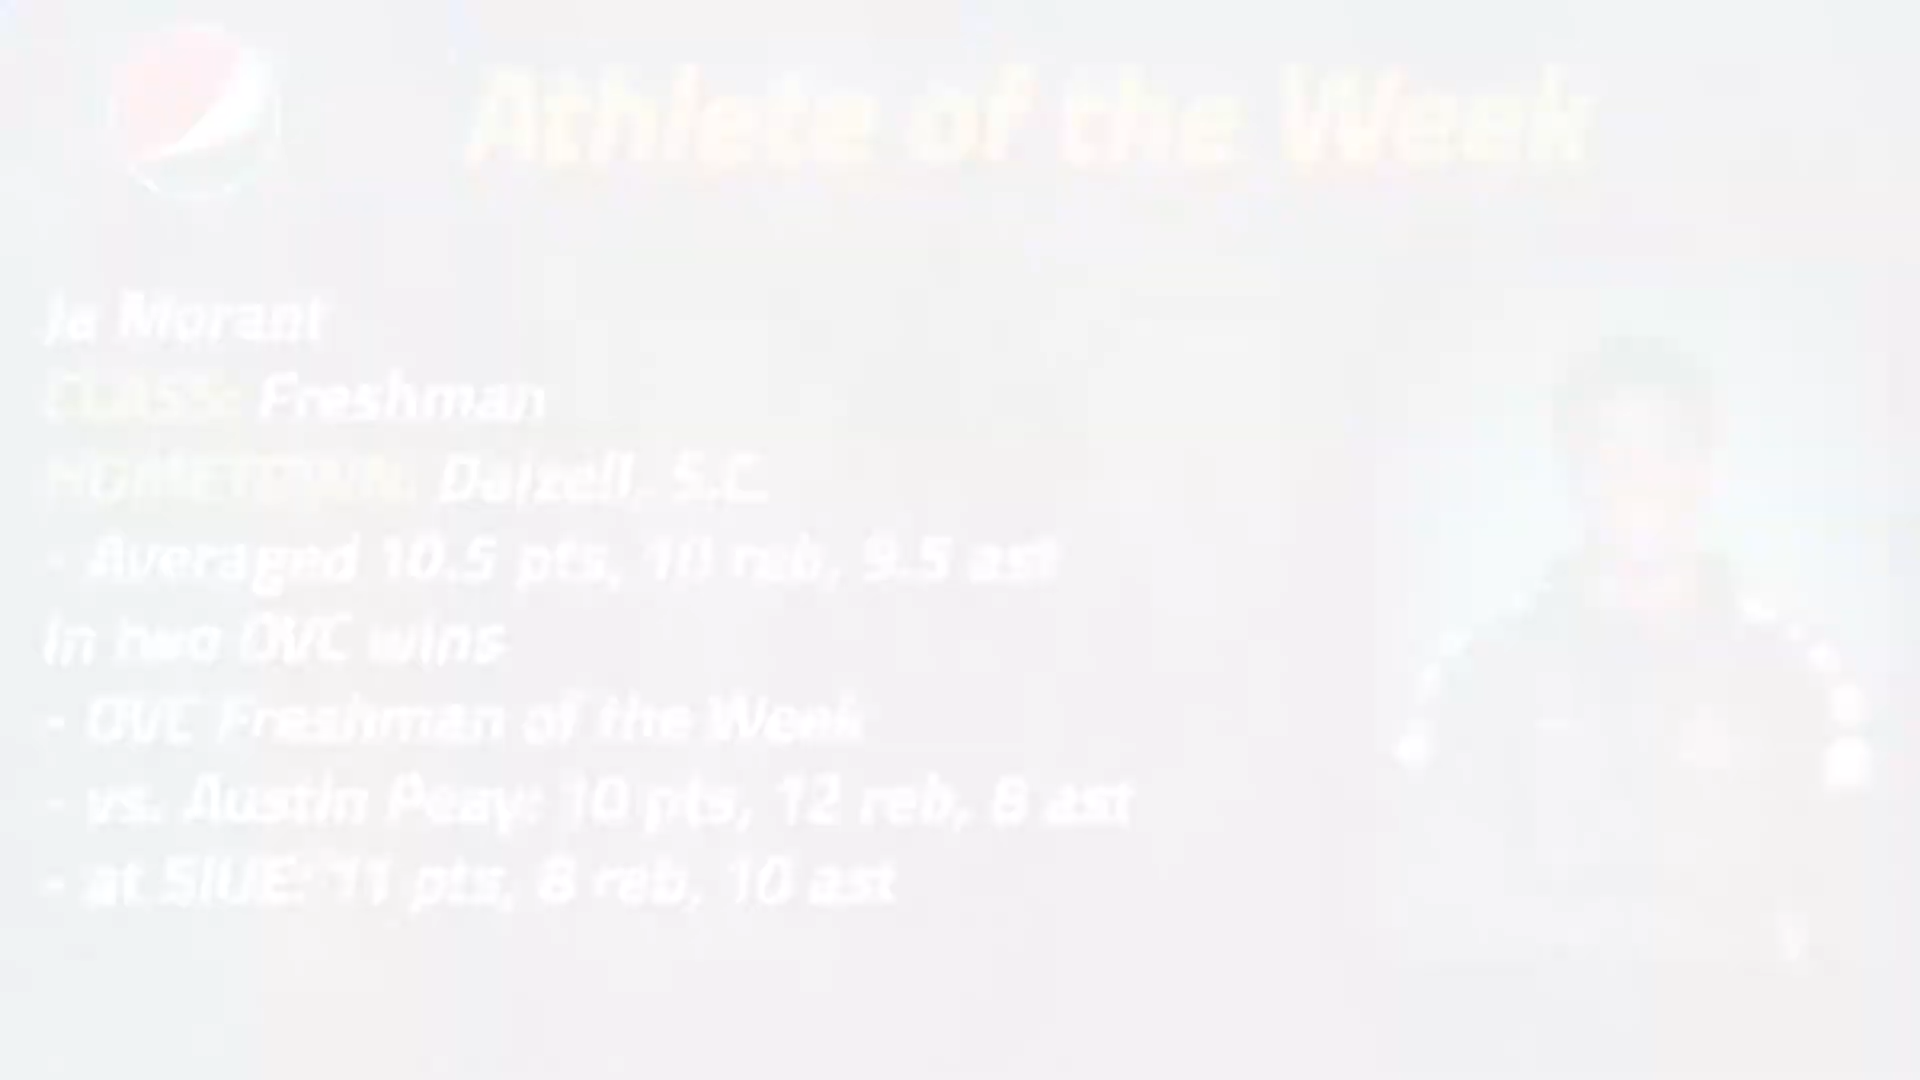 Athlete of the Week
Ja Morant
CLASS: Freshman
HOMETOWN: Dalzell, S.C.
- Averaged 10.5 pts, 10 reb, 9.5 ast
in two OVC wins
- OVC Freshman of the Week
- vs. Austin Peay: 10 pts, 12 reb, ast
- at SIUE: 11 pts, 8 reb, 10 ast